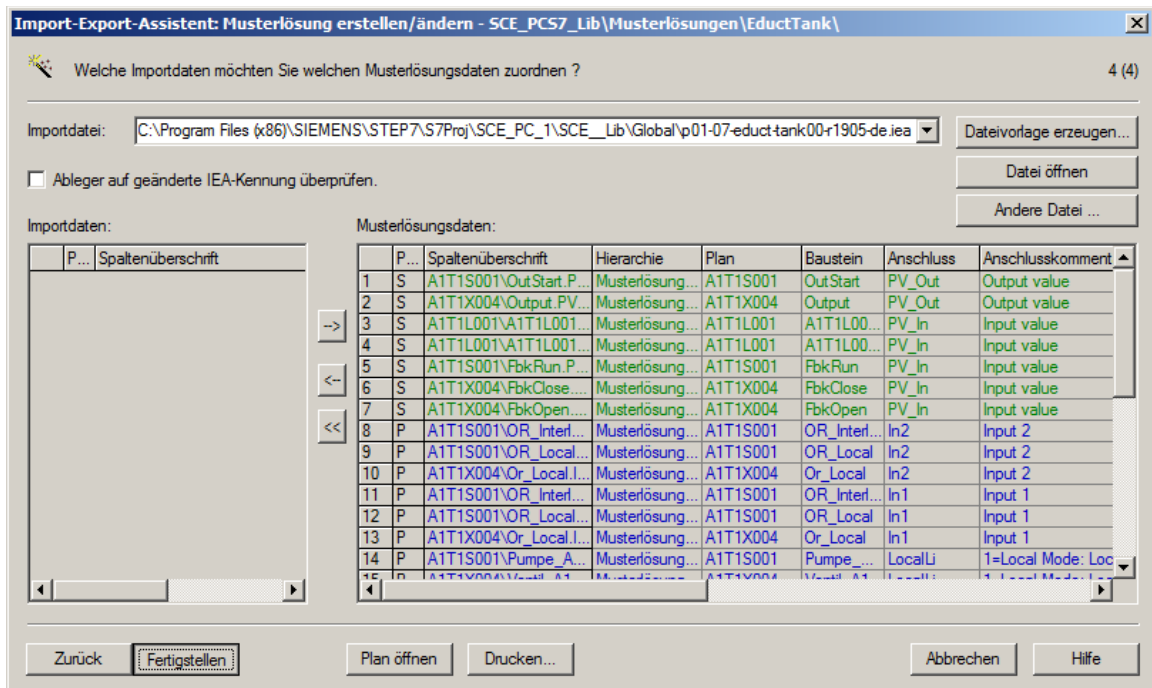 Import-Export-Assistent: Musterlösung erstellen/ändern - SCE_PCS7_Lib\Musterlösungen\EductTank\
Welche Importdaten möchten Sie welchen Musterlösungsdaten zuordnen ? 4 (4)
Importdatei: C:\Program Files (x86)\SIEMENS\STEP7\S7Proj\SCE_PC_1\SCE__Lib\Global\p01-07-educt-tank00-r1905-de.iea Dateivorlage erzeugen...
Ableger auf geänderte IEA-Kennung überprüfen. Datei öffnen
Andere Datei ...
Importdaten: Musterlösungsdaten:
P... Spaltenüberschrift P... Spaltenüberschrift Hierarchie Plan Baustein Anschluss Anschlusskomment
1 S A1T1S001\OutStart.P... Musterlösung... A1T1S001 OutStart PV_Out Output value
2 S A1T1X004\Output.PV... Musterlösung... A1T1X004 Output PV_Out Output value
--> 3 S A1T1L001\A1T1L001... Musterlösung... A1T1L001 A1T1L00... PV_In Input value
4 S A1T1L001\A1T1L001... Musterlösung... A1T1L001 A1T1L00... PV_In Input value
<-- 5 S A1T1S001\FbkRun.P... Musterlösung... A1T1S001 FbkRun PV_In Input value
6 S A1T1X004\FbkClose.... Musterlösung... A1T1X004 FbkClose PV_In Input value
7 S A1T1X004\FbkOpen.... Musterlösung... A1T1X004 FbkOpen PV_In Input value
<< 8 P A1T1S001\OR_Interl... Musterlösung... A1T1S001 OR_Interl... In2 Input 2
9 P A1T1S001\OR_Local... Musterlösung... A1T1S001 OR_Local In2 Input 2
10 P A1T1X004\Or_Local.I... Musterlösung... A1T1X004 Or_Local In2 Input 2
11 P A1T1S001\OR_Interl... Musterlösung... A1T1S001 OR_Interl... In1 Input 1
12 P A1T1S001\OR_Local... Musterlösung... A1T1S001 OR_Local In1 Input 1
13 P A1T1X004\Or_Local.I... Musterlösung... A1T1X004 Or_Local In1 Input 1
14 P A1T1S001\Pumpe_A... Musterlösung... A1T1S001 Pumpe_... LocalLi 1=Local Mode: Loc
Zurück Fertigstellen Plan öffnen Drucken... Abbrechen Hilfe